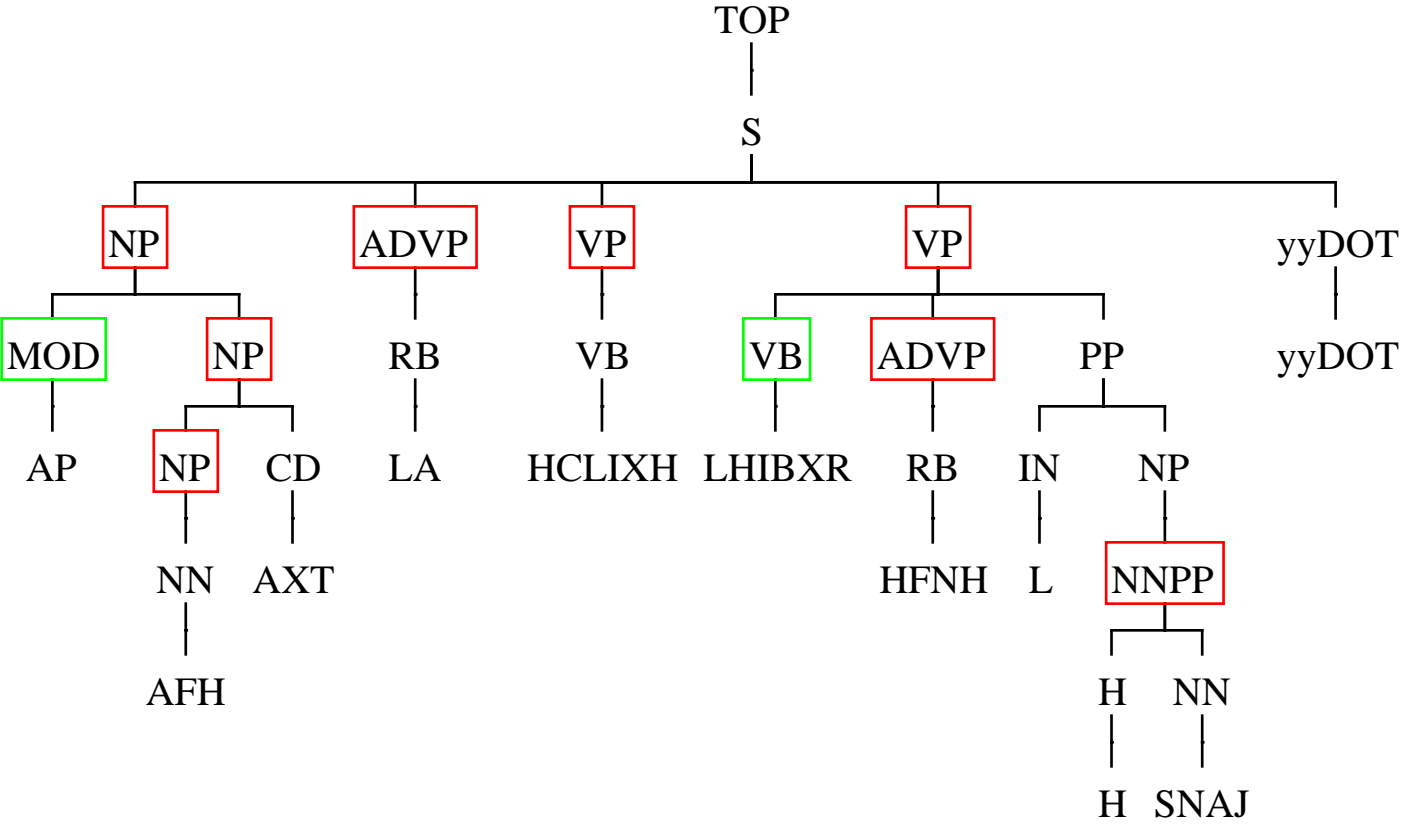 TOP
S
NP ADVP VP VP yyDOT
MOD NP RB VB VB ADVP PP yyDOT
AP NP CD LA HCLIXH LHIBXR RB IN NP
NN AXT HFNH L NNPP
AFH H NN
H SNAJ